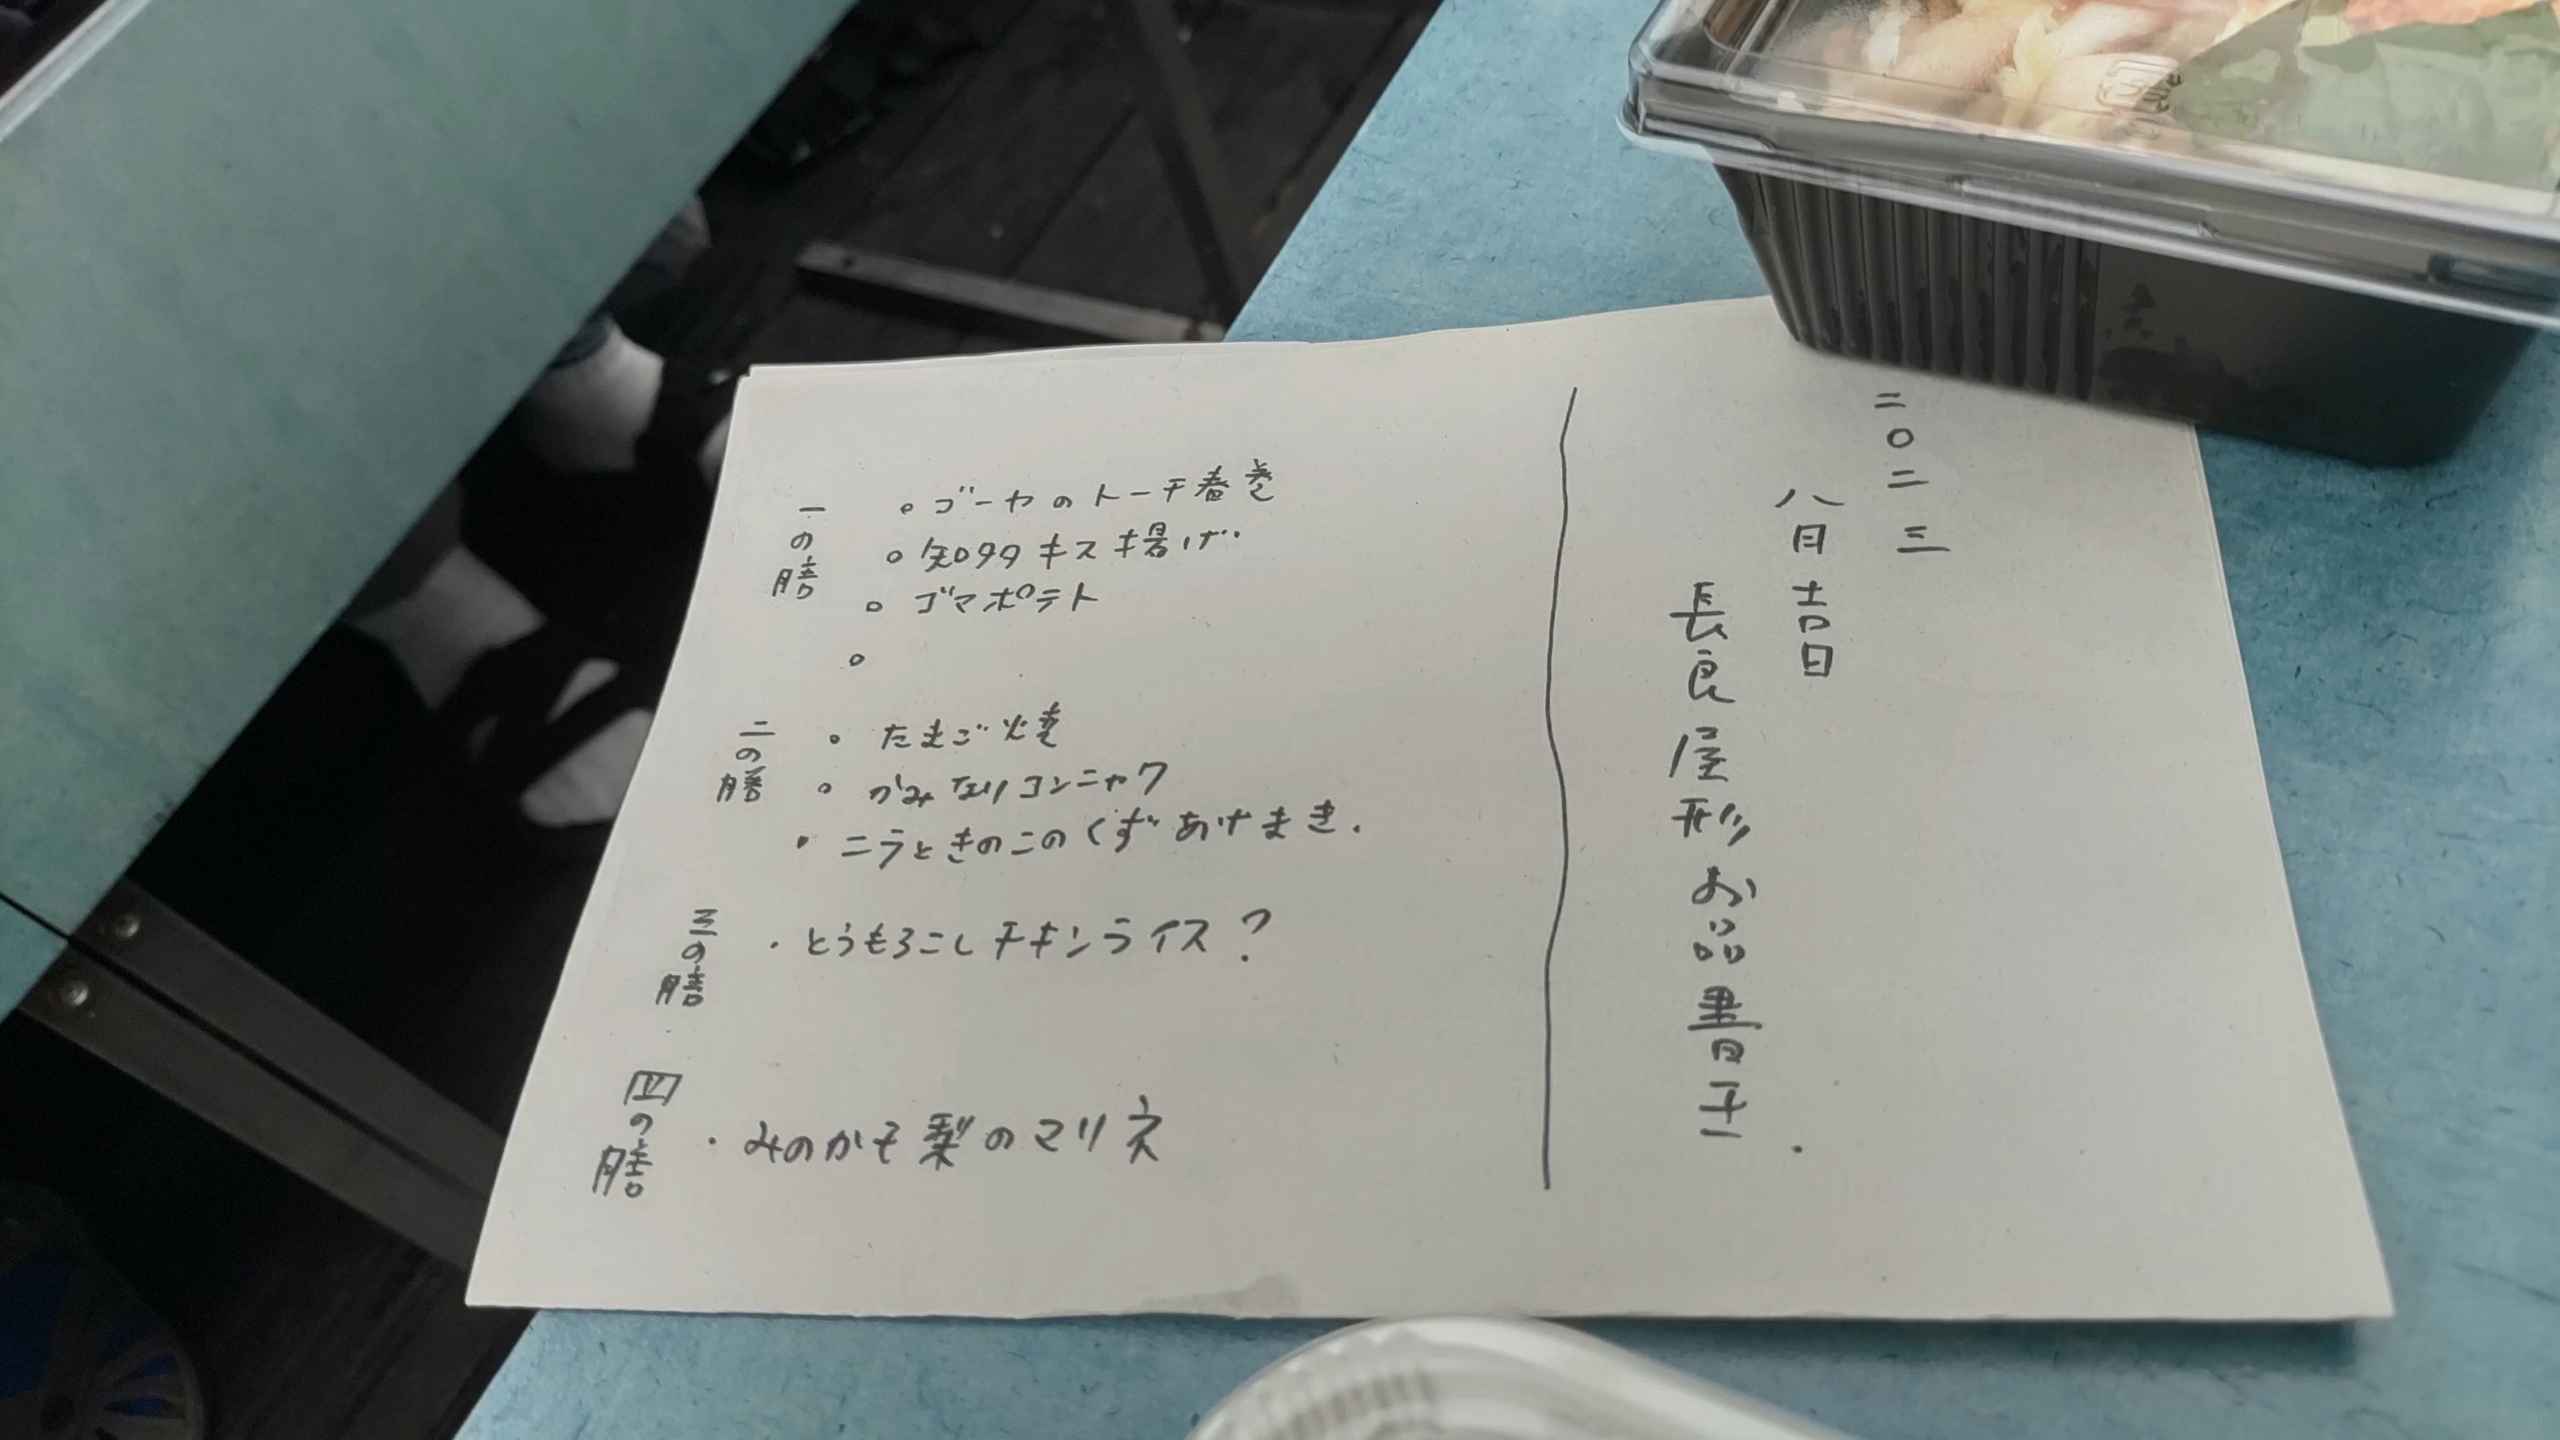 二〇二三
八月吉日
長良屋形お品書き
一の膳
。ゴーヤのトーチ春巻
。知多キス揚げ
。ゴマポテト
。
二の膳
。たまご焼
。かみなりコンニャク
・ニラときのこのくずあげまき.
三の膳
・とうもろこしチキンライス?
四の膳
・みのかも梨のマリネ